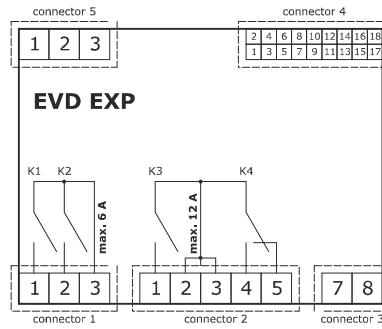 connector 5
connector 4
1 2 3
2 4 6 8 10 12 14 16 18
1 3 5 7 9 11 13 15 17
EVD EXP
K1 K2 K3 K4
max. 6 A
max. 12 A
1 2 3
1 2 3 4 5
7 8
connector 1
connector 2
connector 3